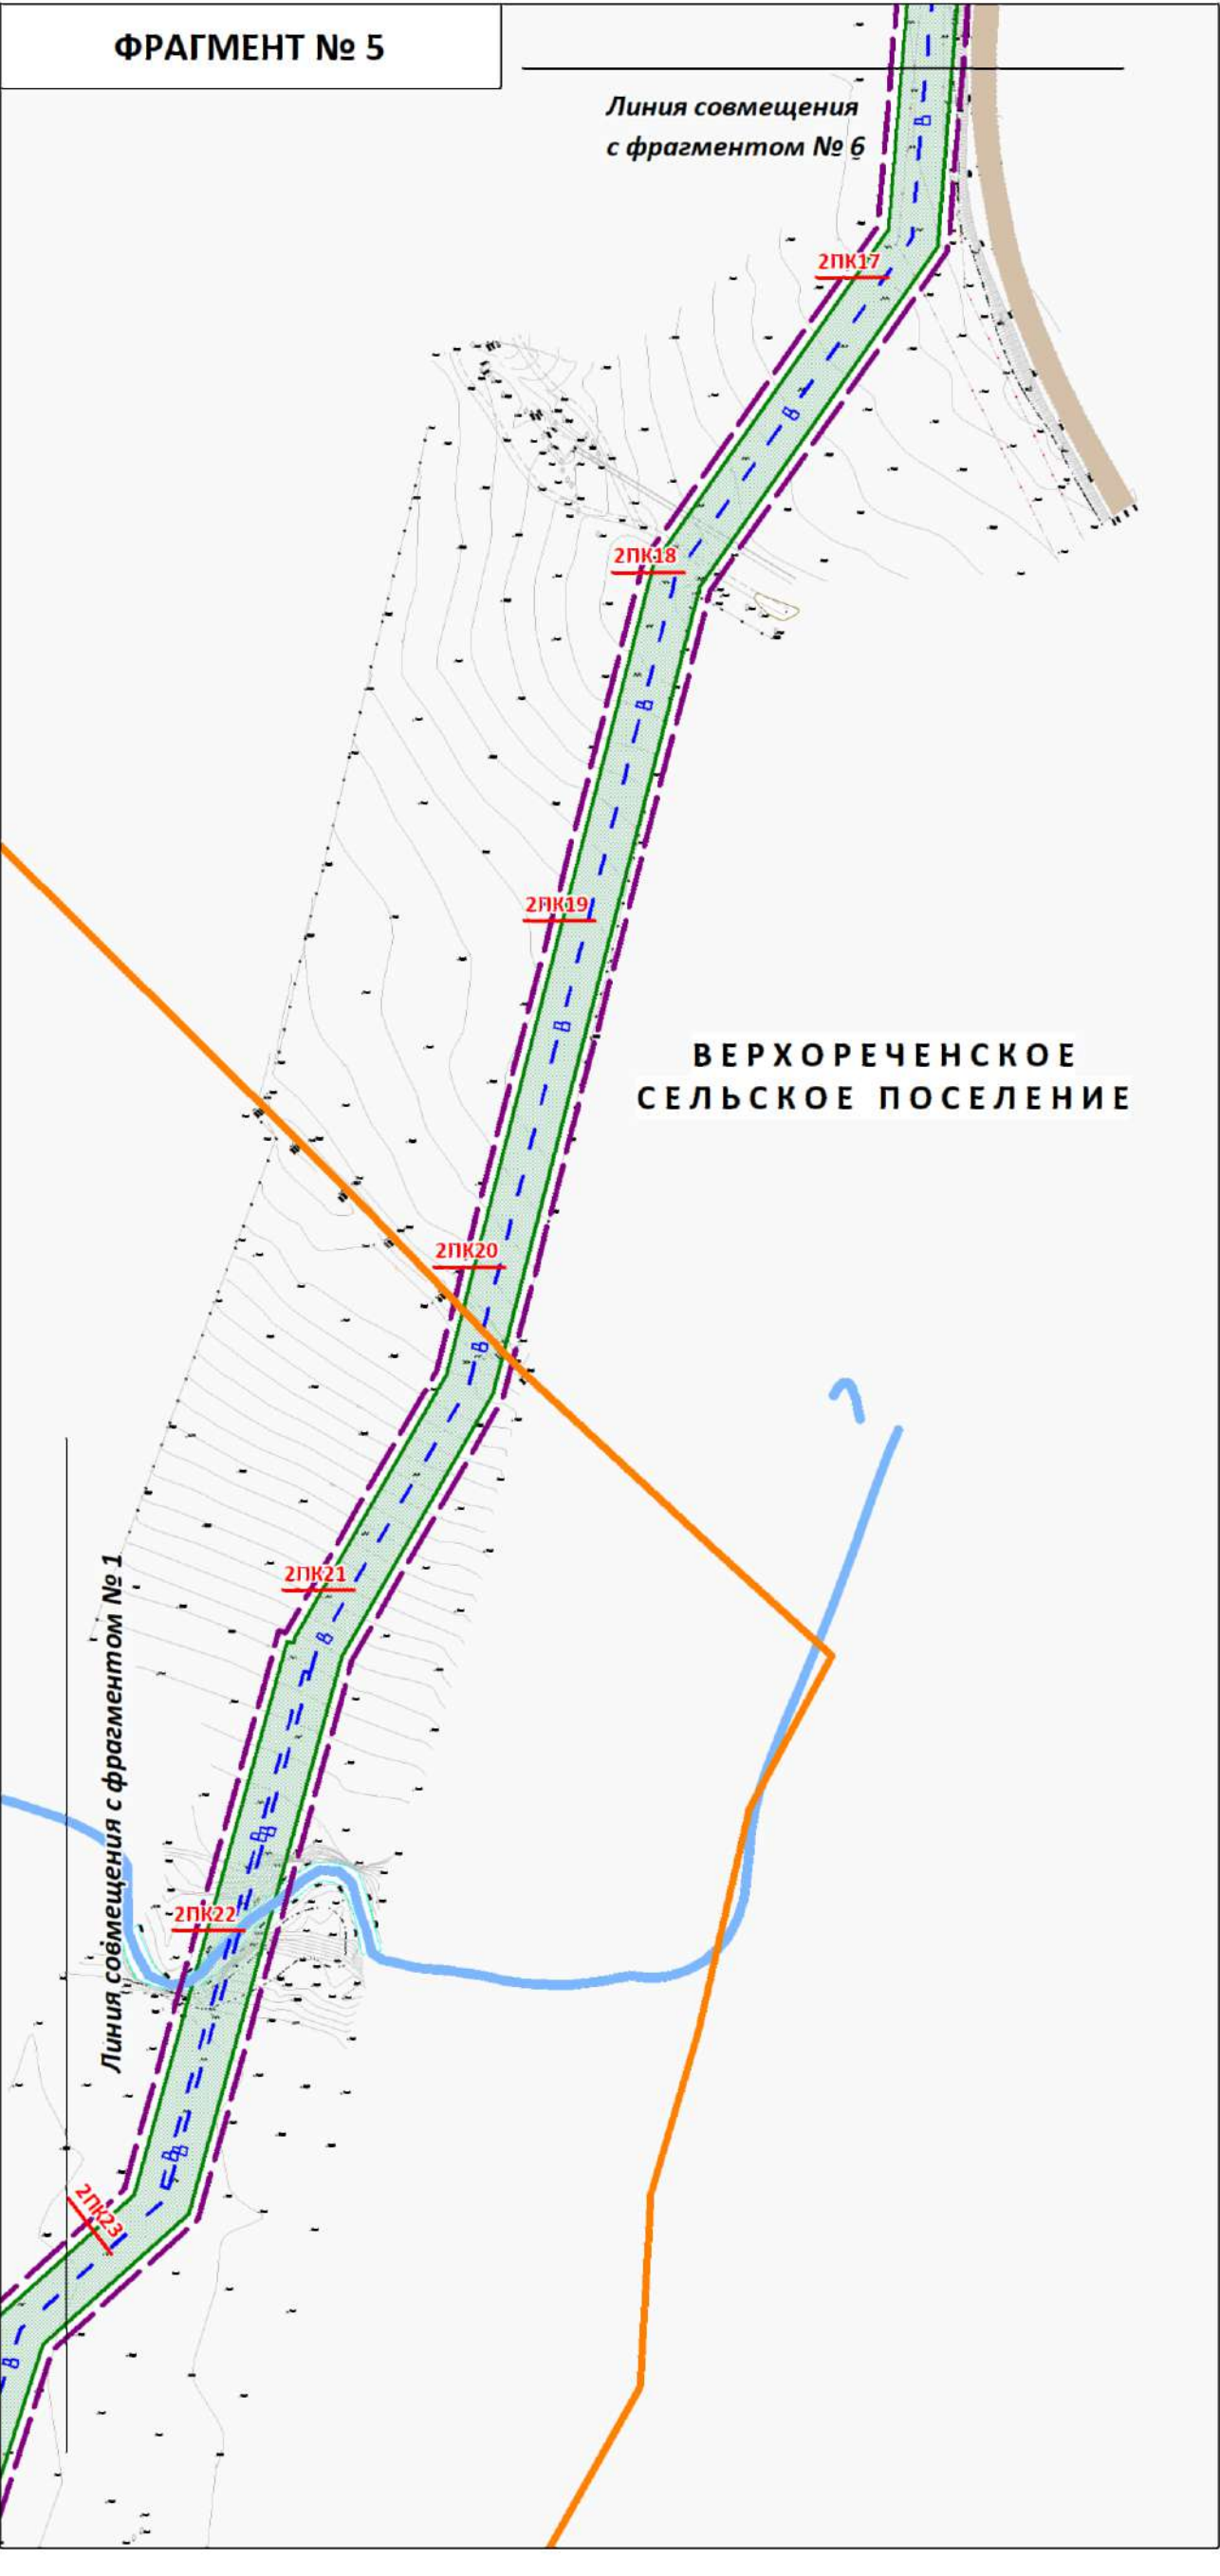 ФРАГМЕНТ № 5
Линия совмещения
с фрагментом № 6
В
2ПК17
В
2ПК18
В
2ПК19
В
ВЕРХОРЕЧЕНСКОЕ
СЕЛЬСКОЕ ПОСЕЛЕНИЕ
2ПК20
В
2ПК21
В
Линия совмещения с фрагментом № 1
В
В
2ПК22
В
В
2ПК23
В